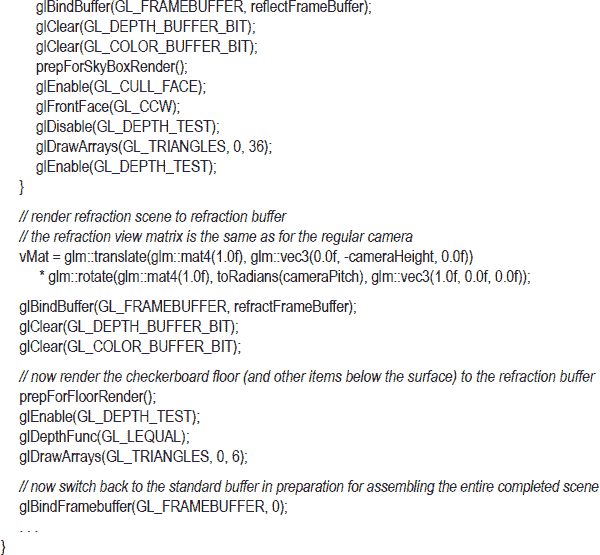 glBindBuffer(GL_FRAMEBUFFER, reflectFrameBuffer);
glClear(GL_DEPTH_BUFFER_BIT);
glClear(GL_COLOR_BUFFER_BIT);
prepForSkyBoxRender();
glEnable(GL_CULL_FACE);
glFrontFace(GL_CCW);
glDisable(GL_DEPTH_TEST);
glDrawArrays(GL_TRIANGLES, 0, 36);
glEnable(GL_DEPTH_TEST);
}
// render refraction scene to refraction buffer
// the refraction view matrix is the same as for the regular camera
vMat = glm::translate(glm::mat4(1.0f), glm::vec3(0.0f, -cameraHeight, 0.0f))
* glm::rotate(glm::mat4(1.0f), toRadians(cameraPitch), glm::vec3(1.0f, 0.0f, 0.0f));
glBindBuffer(GL_FRAMEBUFFER, refractFrameBuffer);
glClear(GL_DEPTH_BUFFER_BIT);
glClear(GL_COLOR_BUFFER_BIT);
// now render the checkerboard floor (and other items below the surface) to the refraction buffer
prepForFloorRender();
glEnable(GL_DEPTH_TEST);
glDepthFunc(GL_LEQUAL);
glDrawArrays(GL_TRIANGLES, 0, 6);
// now switch back to the standard buffer in preparation for assembling the entire completed scene
glBindFramebuffer(GL_FRAMEBUFFER, 0);
. . .
}